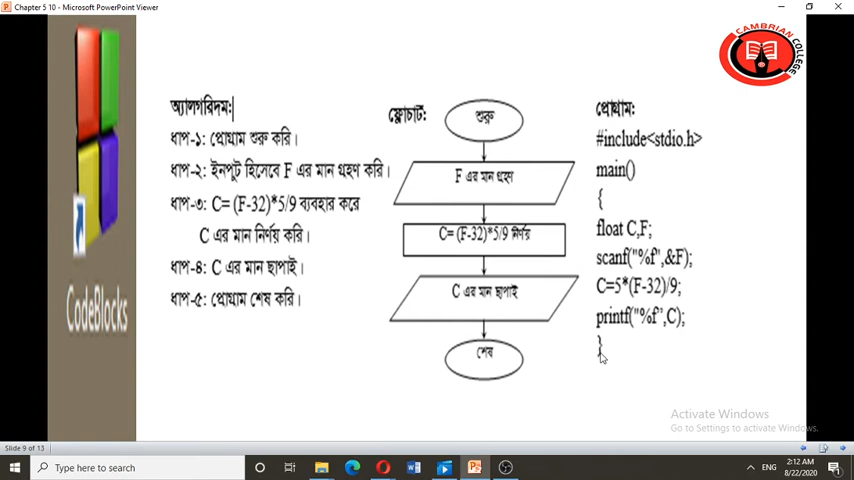 Chapter 5 10 - PowerPoint Viewer
CAMBRIAN
COLLEGE
CodeBlocks
অ্যালগরিদম:
ধাপ-১: প্রোগ্রাম শুরু করি।
ধাপ-২: ইনপুট হিসেবে F এর মান গ্রহণ করি।
ধাপ-৩: C= (F-32)*5/9 ব্যবহার করে
C এর মান নির্ণয় করি।
ধাপ-৪: C এর মান ছাপাই।
ধাপ-৫: প্রোগ্রাম শেষ করি।
ফ্লোচার্ট:
শুরু
F এর মান গ্রহণ
C= (F-32)*5/9 নির্ণয়
C এর মান ছাপাই
শেষ
প্রোগ্রাম:
#include<stdio.h>
main()
{
float C,F;
scanf("%f",&F);
C=5*(F-32)/9;
printf("%f",C);
}
Activate Windows
Go to Settings to activate Windows.
Slide 9 of 13
Type here to search
ENG
2:12 AM
8/22/2020